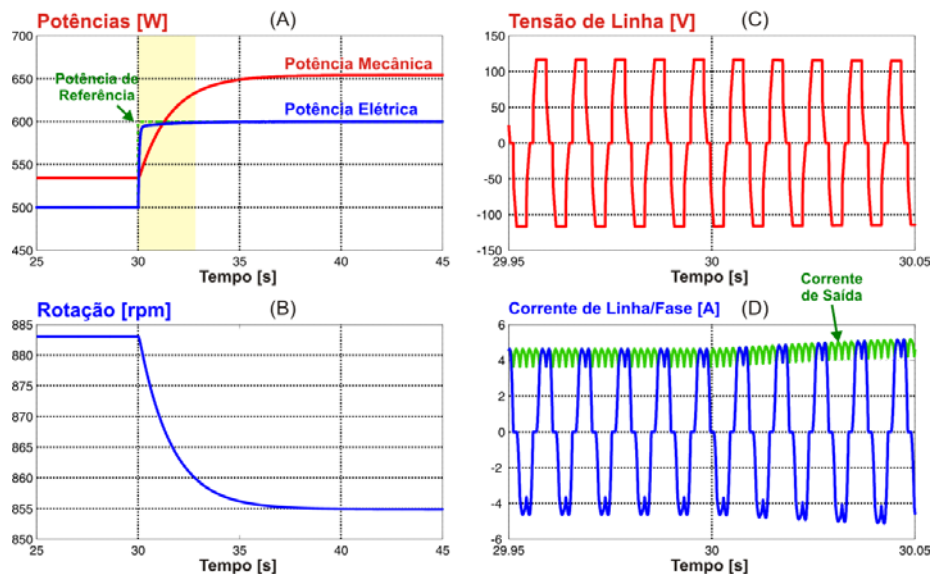 Potências [W]
(A)
700
650
600
550
500
450
Potência de
Referência
Potência Mecânica
Potência Elétrica
25
30
35
40
45
Tempo [s]
Tensão de Linha [V]
(C)
150
100
50
0
-50
-100
-150
29.95
30
30.05
Tempo [s]
Rotação [rpm]
(B)
885
880
875
870
865
860
855
850
25
30
35
40
45
Tempo [s]
Corrente de Linha/Fase [A]
(D)
Corrente
de Saída
6
4
2
0
-2
-4
-6
29.95
30
30.05
Tempo [s]